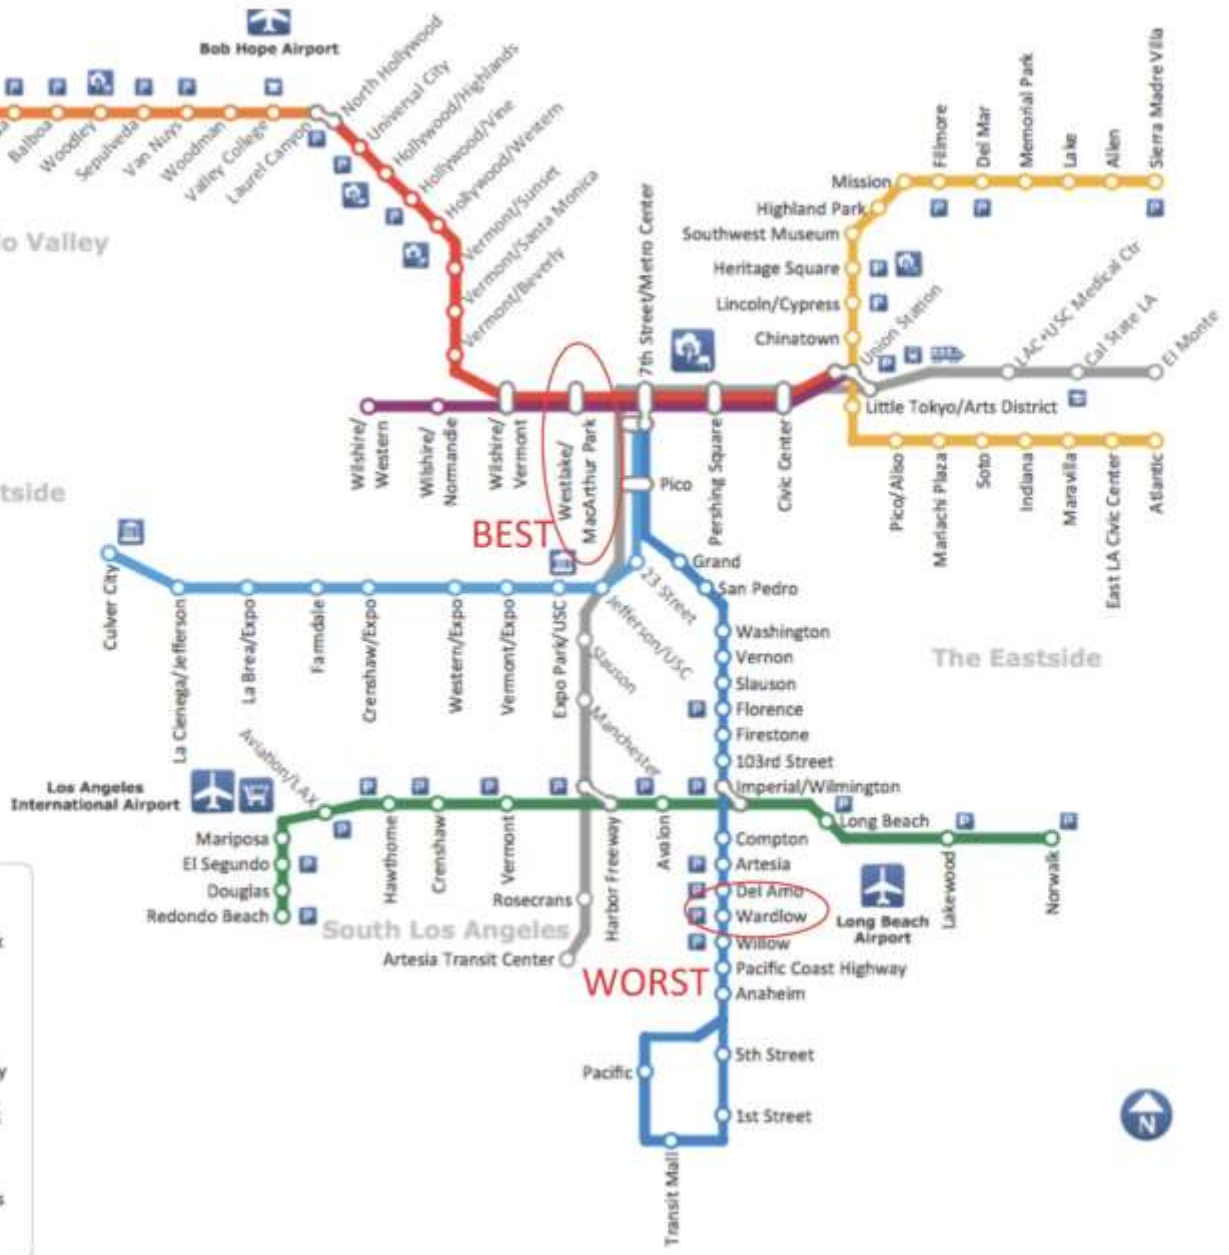 Bob Hope Airport
Balboa
Woodley
Sepulveda
Van Nuys
Woodman
Valley College
Laurel Canyon
North Hollywood
Universal City
Hollywood/Highlands
Hollywood/Vine
Hollywood/Western
Vermont/Sunset
Vermont/Santa Monica
Vermont/Beverly
7th Street/Metro Center
Mission
Fillmore
Del Mar
Memorial Park
Lake
Allen
Sierra Madre Villa
Highland Park
Southwest Museum
Heritage Square
Lincoln/Cypress
Chinatown
Union Station
LAC+USC Medical Ctr
Cal State LA
El Monte
Little Tokyo/Arts District
Wilshire/
Western
Wilshire/
Normandie
Wilshire/
Vermont
Westlake/
MacArthur Park
Pershing Square
Civic Center
Pico
Pico/Aliso
Mariachi Plaza
Soto
Indiana
Maravilla
East LA Civic Center
Atlantic
BEST
Grand
San Pedro
23 Street
Jefferson/USC
Culver City
La Cienega/Jefferson
La Brea/Expo
Farmdale
Crenshaw/Expo
Western/Expo
Vermont/Expo
Expo Park/USC
Slauson
Manchester
Washington
Vernon
Slauson
Florence
Firestone
103rd Street
Imperial/Wilmington
The Eastside
Los Angeles
International Airport
Aviation/LAX
Mariposa
El Segundo
Douglas
Redondo Beach
Hawthorne
Crenshaw
Vermont
Harbor Freeway
Avalon
Long Beach
Lakewood
Norwalk
Compton
Artesia
Del Amo
Wardlow
Willow
Pacific Coast Highway
Anaheim
Long Beach
Airport
Rosecrans
South Los Angeles
Artesia Transit Center
WORST
Pacific
5th Street
1st Street
Transit Mall
N